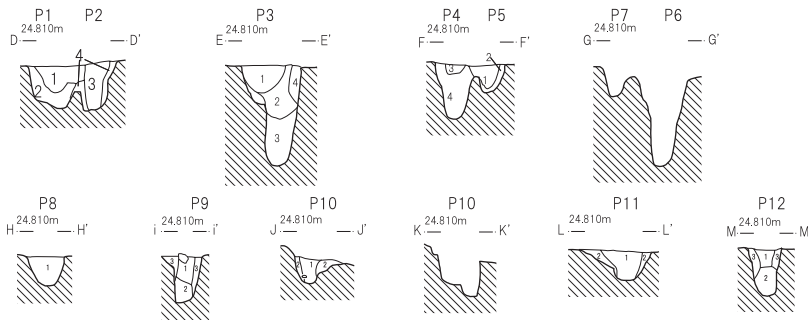 P1 P2
24.810m
D D'
4
1
2
3
P3
24.810m
E E'
1
4
2
3
P4 P5
24.810m
F F'
2
3
1
4
P7 P6
24.810m
G G'
P8
24.810m
H H'
1
P9
24.810m
i i'
3 1 3
2
P10
24.810m
J J'
2 1 2
P10
24.810m
K K'
P11
24.810m
L L'
2 1 2
P12
24.810m
M M
3 1 3
2